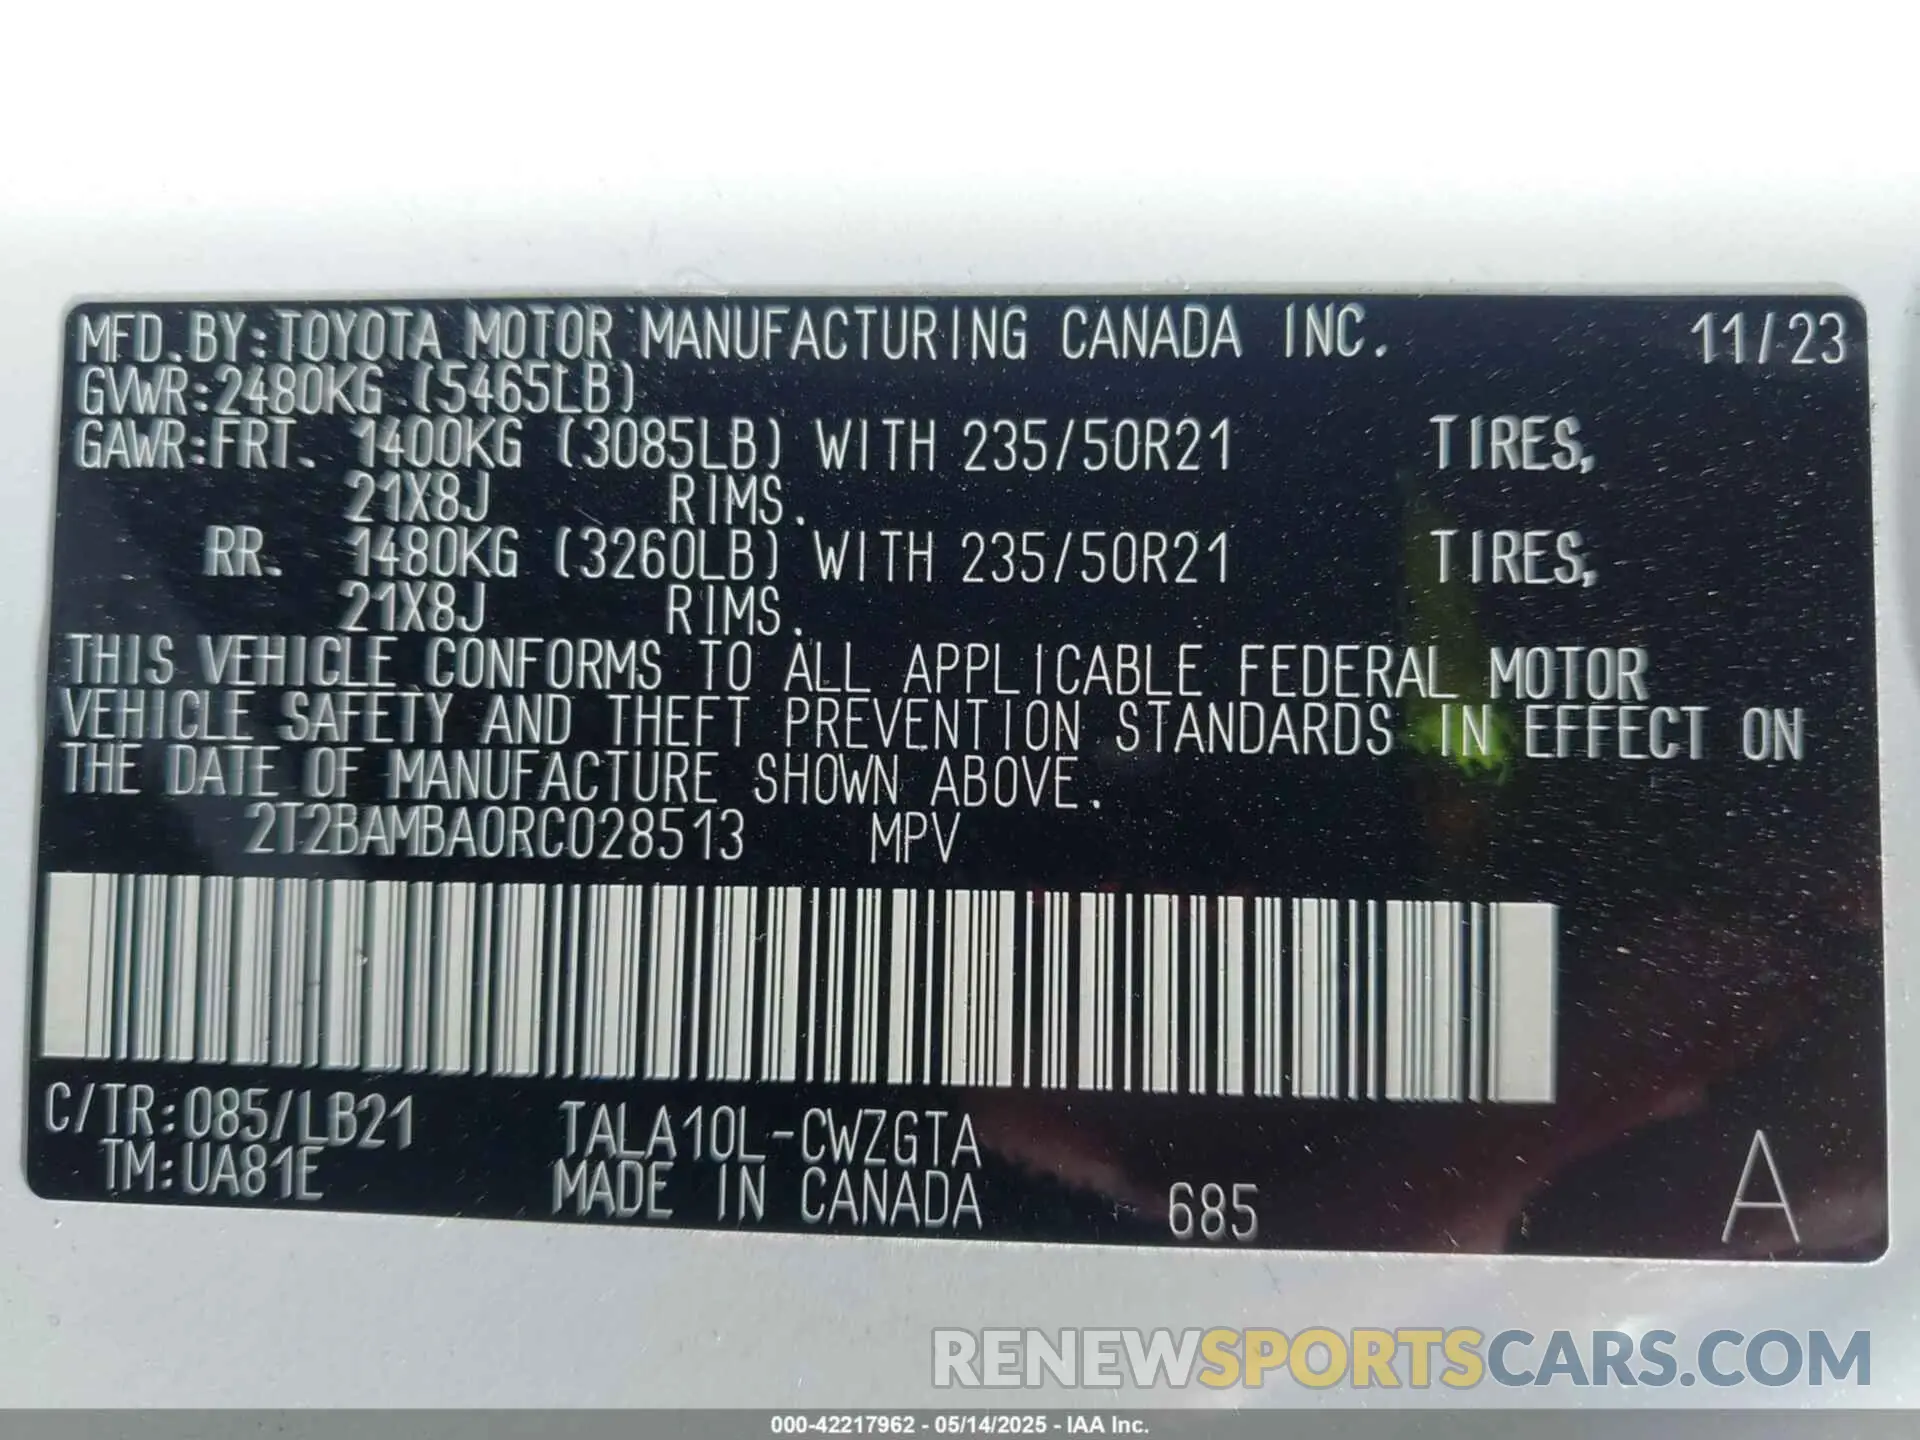 MFD. BY: TOYOTA MOTOR MANUFACTURING CANADA INC. 11/23
GVWR: 2480KG (5465LB)
GAWR: FRT. 1400KG (3085LB) WITH 235/50R21 TIRES,
21X8J RIMS.
RR. 1480KG (3260LB) WITH 235/50R21 TIRES,
21X8J RIMS.
THIS VEHICLE CONFORMS TO ALL APPLICABLE FEDERAL MOTOR
VEHICLE SAFETY AND THEFT PREVENTION STANDARDS IN EFFECT ON
THE DATE OF MANUFACTURE SHOWN ABOVE.
2T2BAMBA0RC028513 MPV
C/TR: 085/LB21 TALA10L-CWZGTA
TM: UA81E MADE IN CANADA 685 A
RENEWSPORTSCARS.COM
000-42217962 - 05/14/2025 - IAA Inc.